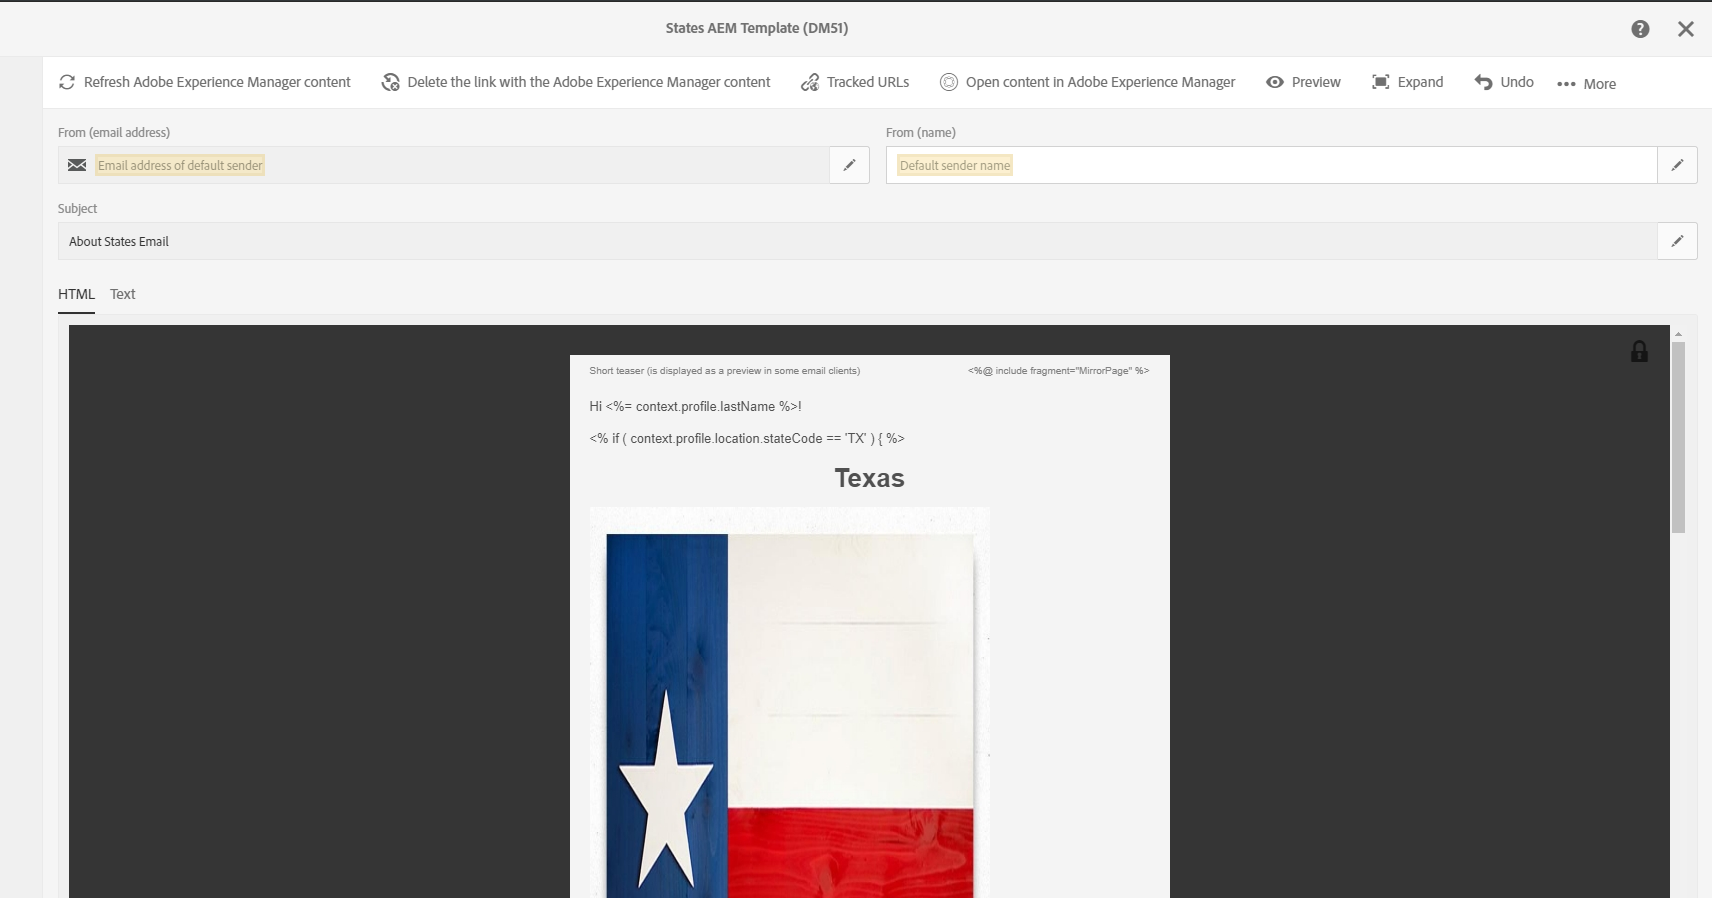 States AEM Template (DM51)
Refresh Adobe Experience Manager content Delete the link with the Adobe Experience Manager content Tracked URLs Open content in Adobe Experience Manager Preview Expand Undo More
From (email address) From (name)
Email address of default sender Default sender name
Subject
About States Email
HTML Text
Short teaser (is displayed as a preview in some email clients) <%@ include fragment="MirrorPage" %>
Hi <%= context.profile.lastName %>!
<% if ( context.profile.location.stateCode == 'TX' ) { %>
Texas